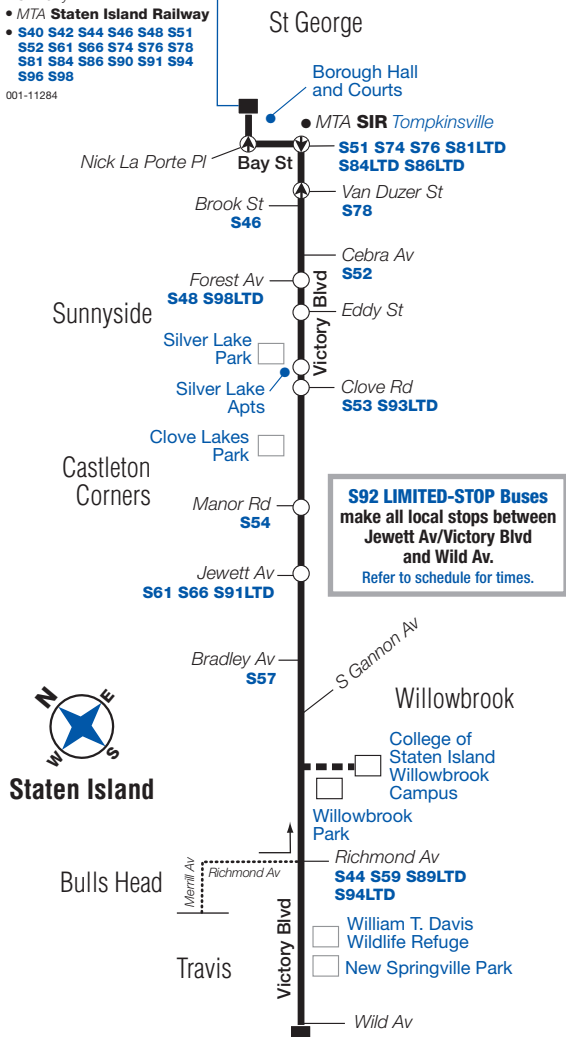 • MTA Staten Island Railway
• S40 S42 S44 S46 S48 S51
S52 S61 S66 S74 S76 S78
S81 S84 S86 S90 S91 S94
S96 S98
001-11284
St George
Borough Hall
and Courts
• MTA SIR Tompkinsville
Nick La Porte Pl
Bay St
S51 S74 S76 S81LTD
S84LTD S86LTD
Van Duzer St
S78
Brook St
S46
Cebra Av
S52
Forest Av
S48 S98LTD
Victory Blvd
Eddy St
Sunnyside
Silver Lake
Park
Silver Lake
Apts
Clove Rd
S53 S93LTD
Clove Lakes
Park
Castleton
Corners
Manor Rd
S54
S92 LIMITED-STOP Buses
make all local stops between
Jewett Av/Victory Blvd
and Wild Av.
Refer to schedule for times.
Jewett Av
S61 S66 S91LTD
Bradley Av
S57
S Gannon Av
Willowbrook
N
E
W
S
Staten Island
College of
Staten Island
Willowbrook
Campus
Willowbrook
Park
Richmond Av
S44 S59 S89LTD
S94LTD
Bulls Head
Merrill Av
Richmond Av
Victory Blvd
William T. Davis
Wildlife Refuge
New Springville Park
Travis
Wild Av